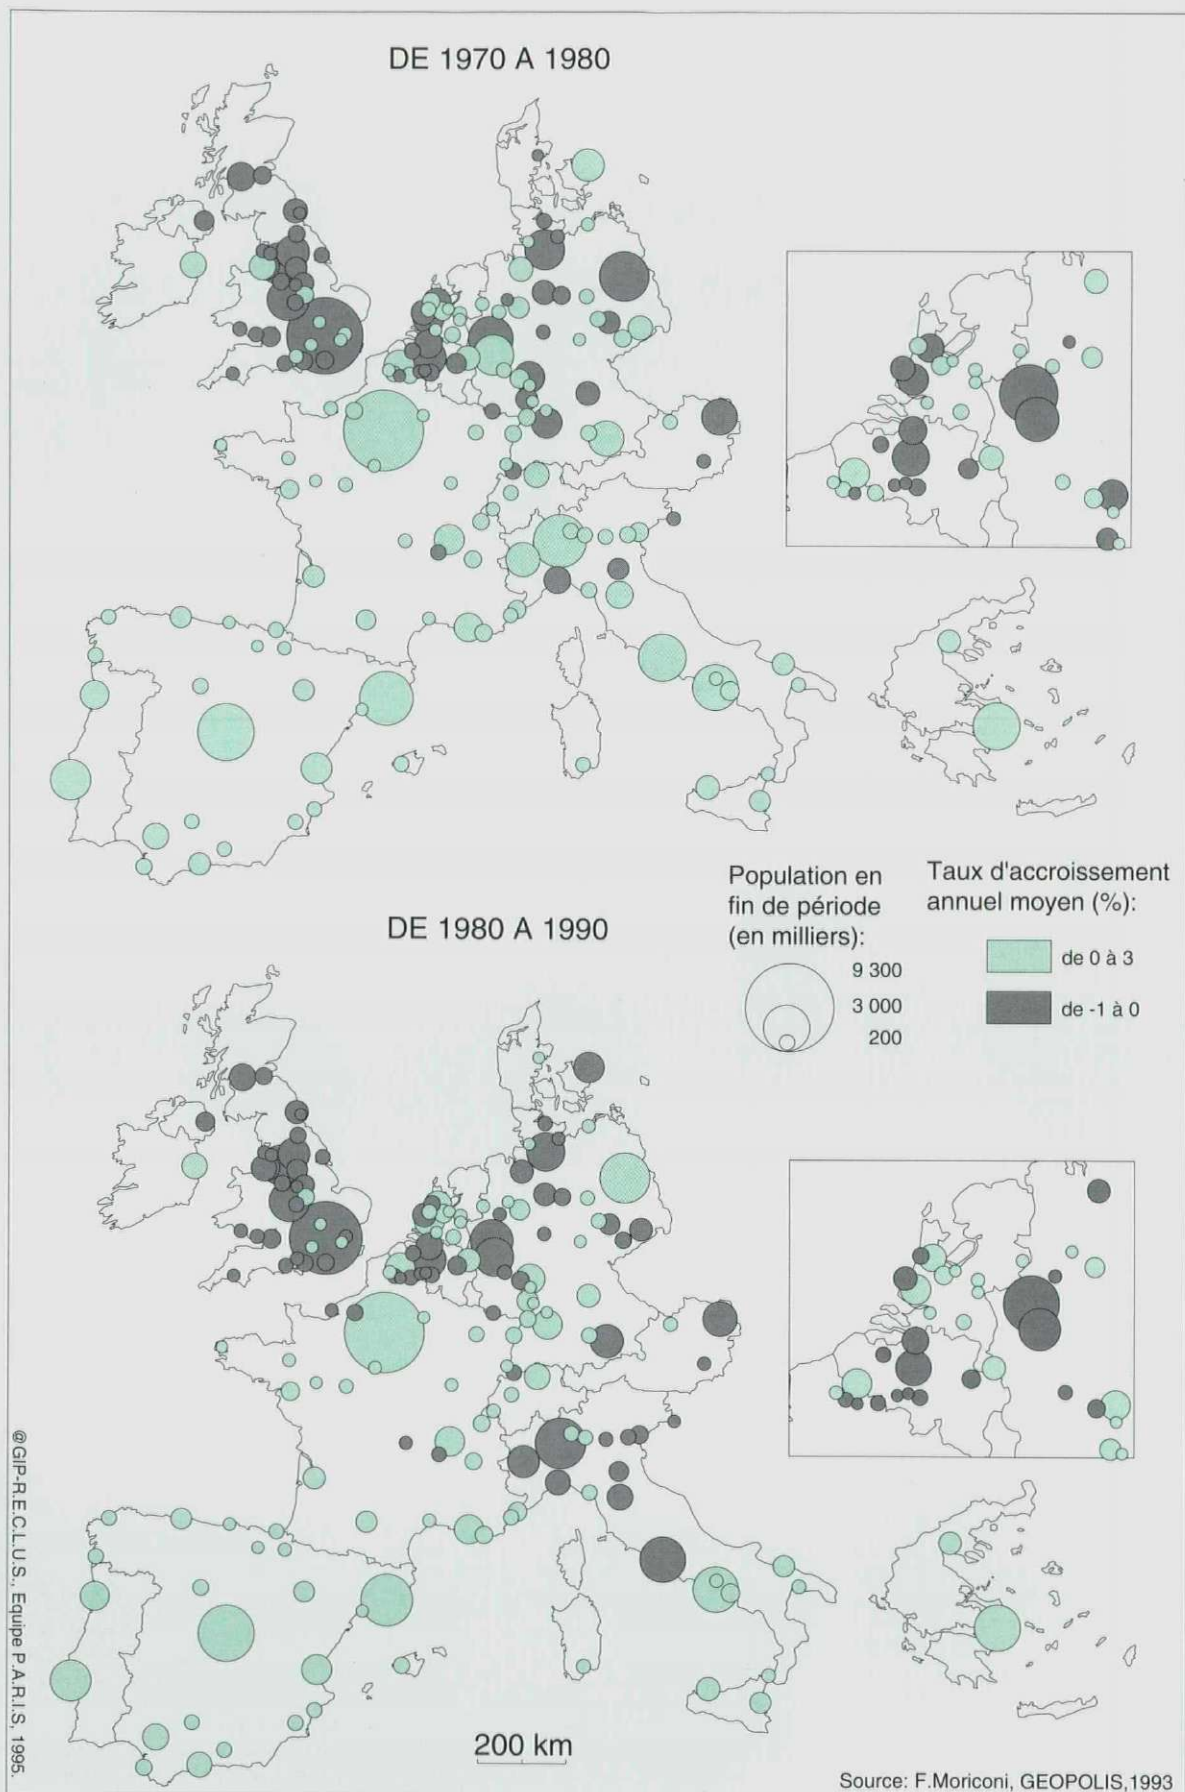 DE 1970 A 1980
Population en
fin de période
(en milliers):
9 300
3 000
200
Taux d'accroissement
annuel moyen (%):
de 0 à 3
de -1 à 0
DE 1980 A 1990
200 km
@GIP-R.E.C.L.U.S., Equipe P.A.R.I.S, 1995.
Source: F.Moriconi, GEOPOLIS,1993